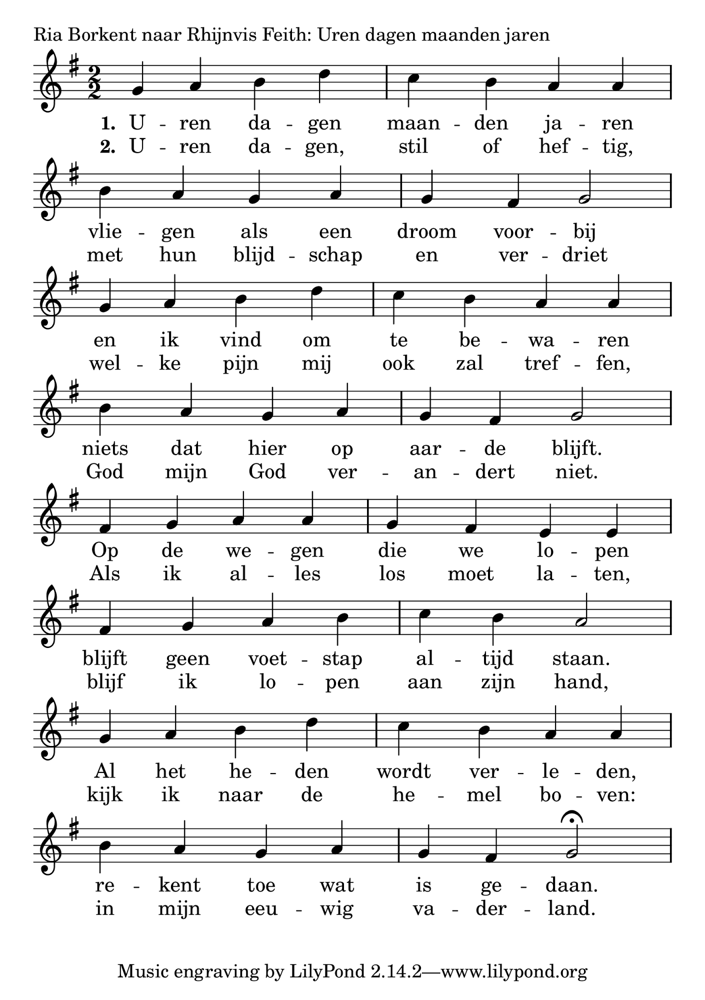 Ria Borkent naar Rhijnvis Feith: Uren dagen maanden jaren
1. U -- ren da -- gen maan -- den ja -- ren
2. U -- ren da -- gen, stil of hef -- tig,
vlie -- gen als een droom voor -- bij
met hun blijd -- schap en ver -- driet
en ik vind om te be -- wa -- ren
wel -- ke pijn mij ook zal tref -- fen,
niets dat hier op aar -- de blijft.
God mijn God ver -- an -- dert niet.
Op de we -- gen die we lo -- pen
Als ik al -- les los moet la -- ten,
blijft geen voet -- stap al -- tijd staan.
blijf ik lo -- pen aan zijn hand,
Al het he -- den wordt ver -- le -- den,
kijk ik naar de he -- mel bo -- ven:
re -- kent toe wat is ge -- daan.
in mijn eeu -- wig va -- der -- land.
Music engraving by LilyPond 2.14.2—www.lilypond.org